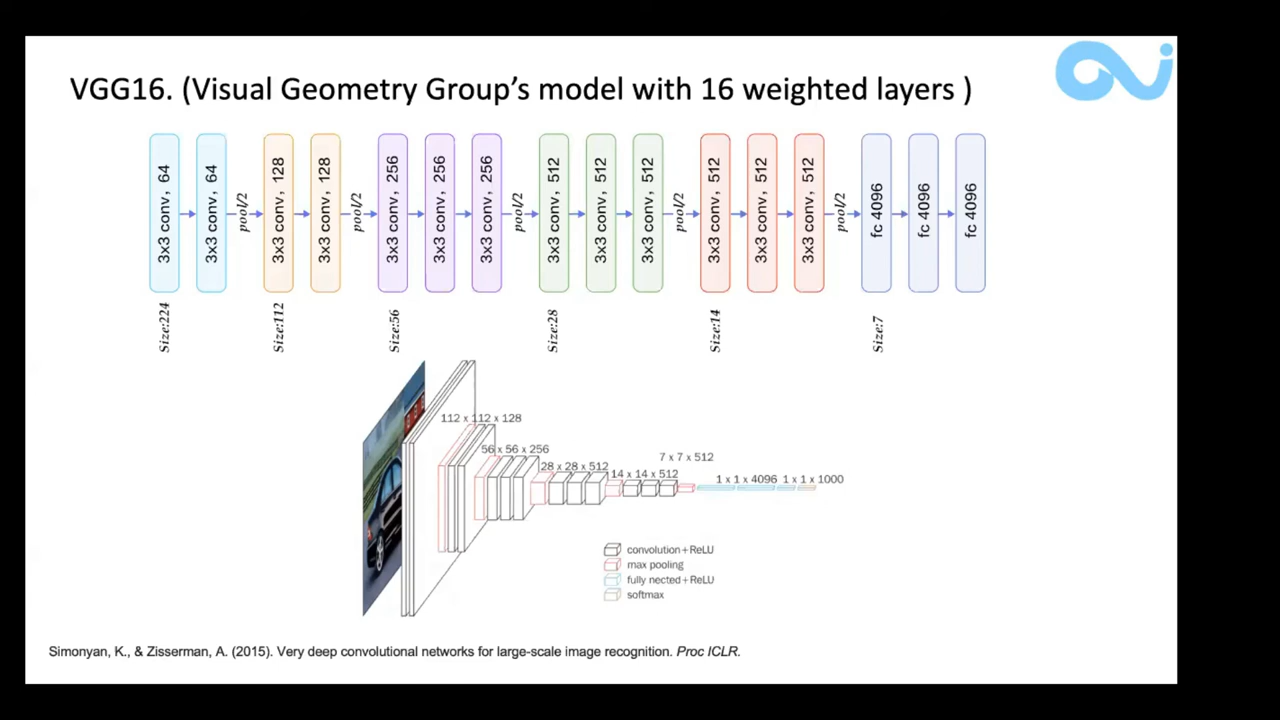 VGG16. (Visual Geometry Group's model with 16 weighted layers )
3x3 conv, 64
3x3 conv, 64
pool/2
3x3 conv, 128
3x3 conv, 128
pool/2
3x3 conv, 256
3x3 conv, 256
3x3 conv, 256
pool/2
3x3 conv, 512
3x3 conv, 512
3x3 conv, 512
pool/2
3x3 conv, 512
3x3 conv, 512
3x3 conv, 512
pool/2
fc 4096
fc 4096
fc 4096
Size:224
Size:112
Size:56
Size:28
Size:14
Size:7
112 x 112 x 128
56 x 56 x 256
28 x 28 x 512
14 x 14 x 512
7 x 7 x 512
1 x 1 x 4096
1 x 1 x 1000
convolution+ReLU
max pooling
fully nected+ReLU
softmax
Simonyan, K., & Zisserman, A. (2015). Very deep convolutional networks for large-scale image recognition. Proc ICLR.